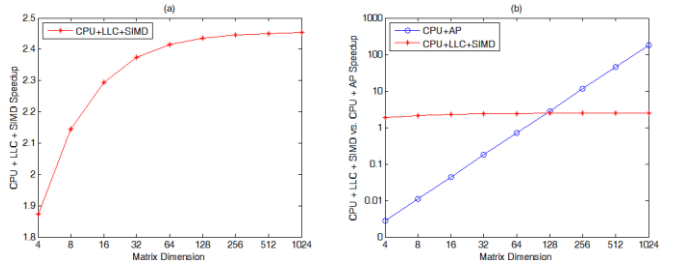 (a)
CPU+LLC+SIMD
CPU + LLC + SIMD Speedup
2.5
2.4
2.3
2.2
2.1
2
1.9
1.8
4 8 16 32 64 128 256 512 1024
Matrix Dimension
(b)
CPU+AP
CPU+LLC+SIMD
CPU + LLC + SIMD vs. CPU + AP Speedup
1000
100
10
1
0.1
0.01
0
4 8 16 32 64 128 256 512 1024
Matrix Dimension